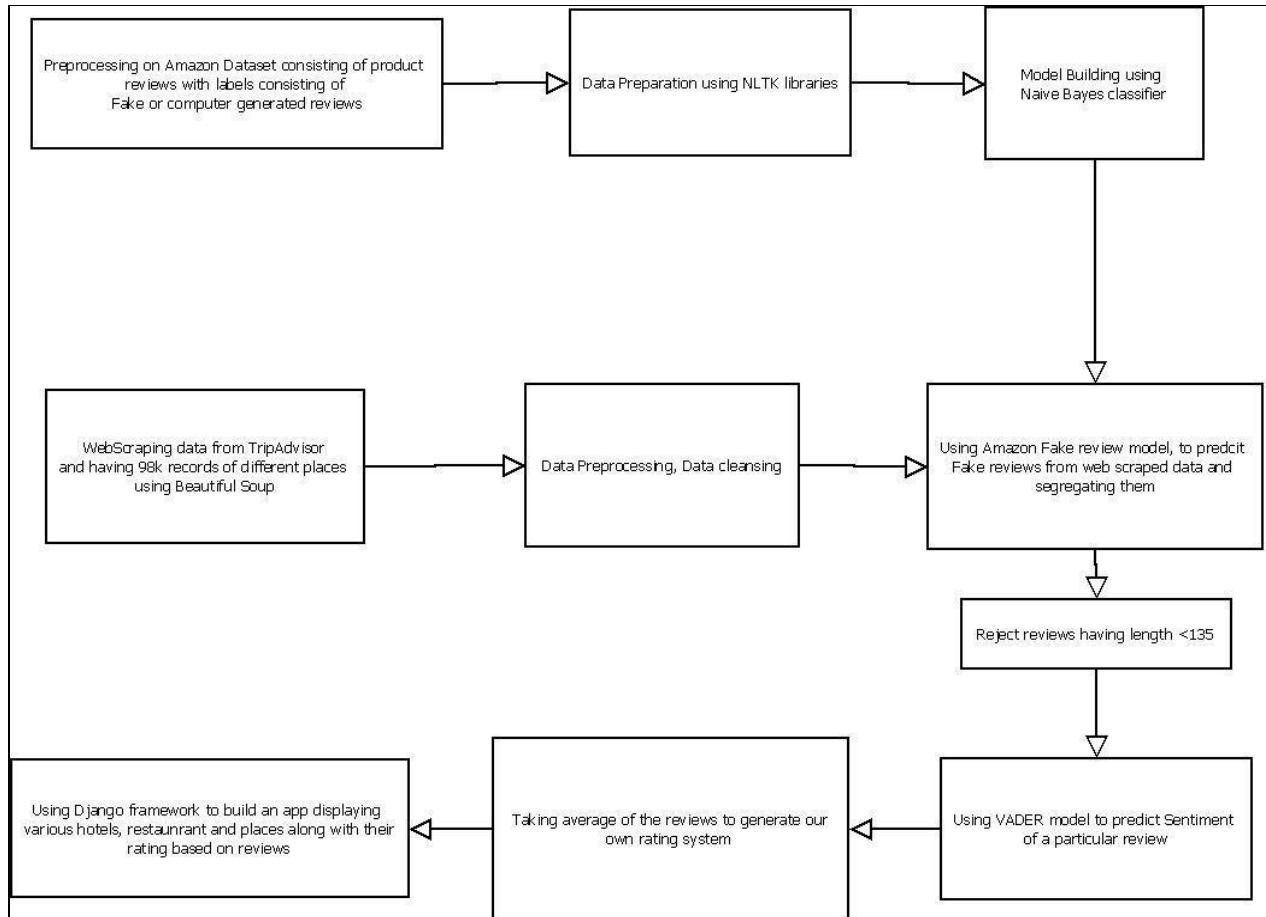 Preprocessing on Amazon Dataset consisting of product
reviews with labels consisting of
Fake or computer generated reviews
Data Preparation using NLTK libraries
Model Building using
Naive Bayes classifier
WebScraping data from TripAdvisor
and having 98k records of different places
using Beautiful Soup
Data Preprocessing, Data cleansing
Using Amazon Fake review model, to predcit
Fake reviews from web scraped data and
segregating them
Reject reviews having length <135
Using Django framework to build an app displaying
various hotels, restaunrant and places along with their
rating based on reviews
Taking average of the reviews to generate our
own rating system
Using VADER model to predict Sentiment
of a particular review